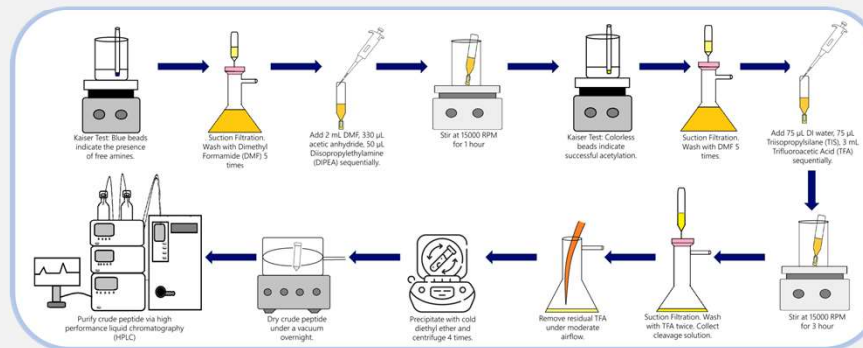 Kaiser Test: Blue beads
indicate the presence
of free amines.
Suction Filtration.
Wash with Dimethyl
Formamide (DMF) 5
times
Add 2 mL DMF, 330 µL
acetic anhydride, 50 µL
Diisopropylethylamine
(DIPEA) sequentially.
Stir at 15000 RPM
for 1 hour
Kaiser Test: Colorless
beads indicate
successful acetylation.
Suction Filtration.
Wash with DMF 5
times.
Add 75 µL DI water, 75 µL
Triisopropylsilane (TIS), 3 mL
Trifluoroacetic Acid (TFA)
sequentially.
Stir at 15000 RPM
for 3 hour
Suction Filtration. Wash
with TFA twice. Collect
cleavage solution.
Remove residual TFA
under moderate
airflow.
Precipitate with cold
diethyl ether and
centrifuge 4 times.
Dry crude peptide
under a vacuum
overnight.
Purify crude peptide via high
performance liquid chromatography
(HPLC)